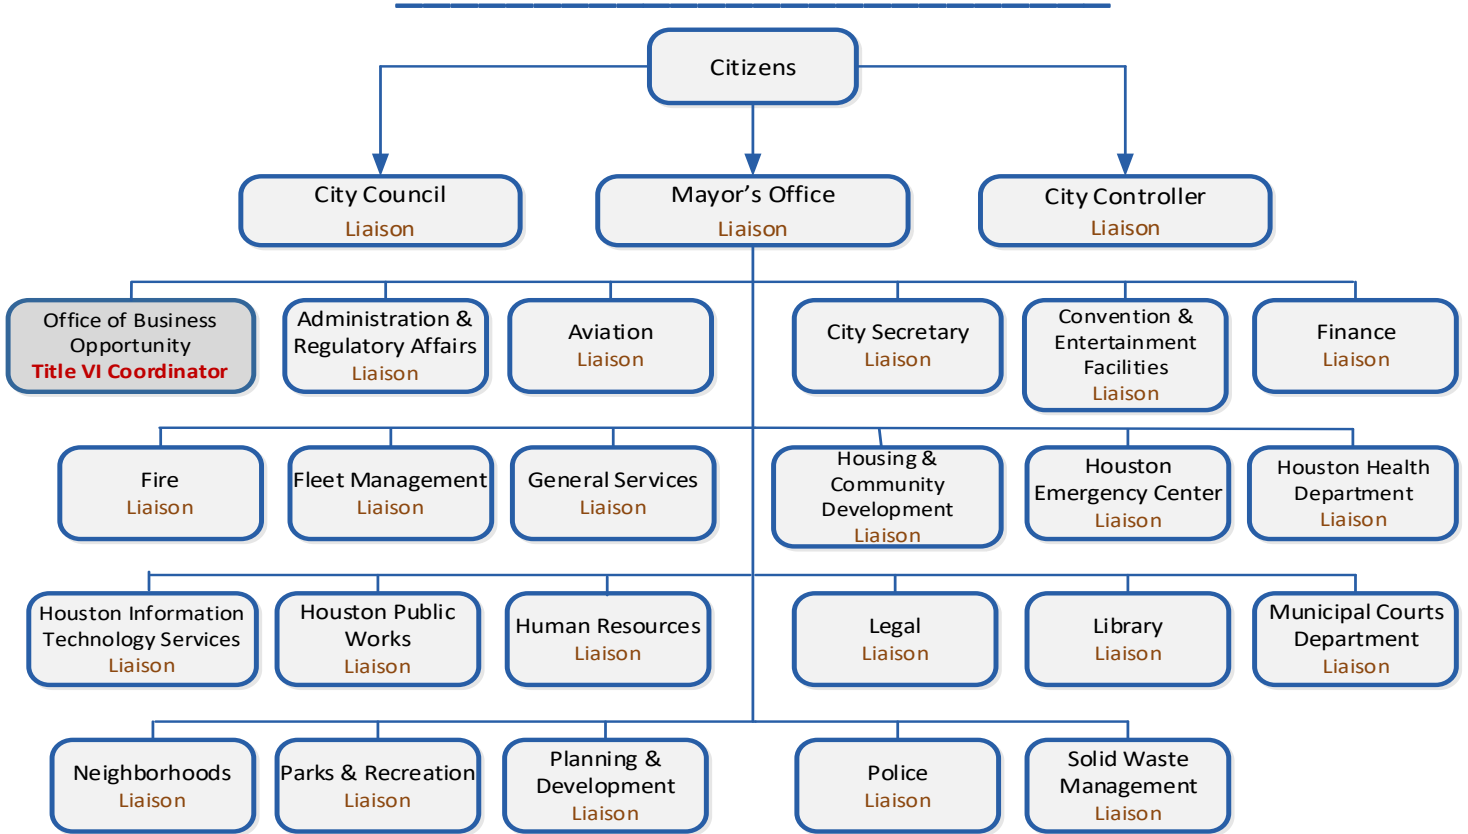 Citizens
City Council
Liaison
Mayor’s Office
Liaison
City Controller
Liaison
Office of Business
Opportunity
Title VI Coordinator
Administration &
Regulatory Affairs
Liaison
Aviation
Liaison
City Secretary
Liaison
Convention &
Entertainment
Facilities
Liaison
Finance
Liaison
Fire
Liaison
Fleet Management
Liaison
General Services
Liaison
Housing &
Community
Development
Liaison
Houston
Emergency Center
Liaison
Houston Health
Department
Liaison
Houston Information
Technology Services
Liaison
Houston Public
Works
Liaison
Human Resources
Liaison
Legal
Liaison
Library
Liaison
Municipal Courts
Department
Liaison
Neighborhoods
Liaison
Parks & Recreation
Liaison
Planning &
Development
Liaison
Police
Liaison
Solid Waste
Management
Liaison